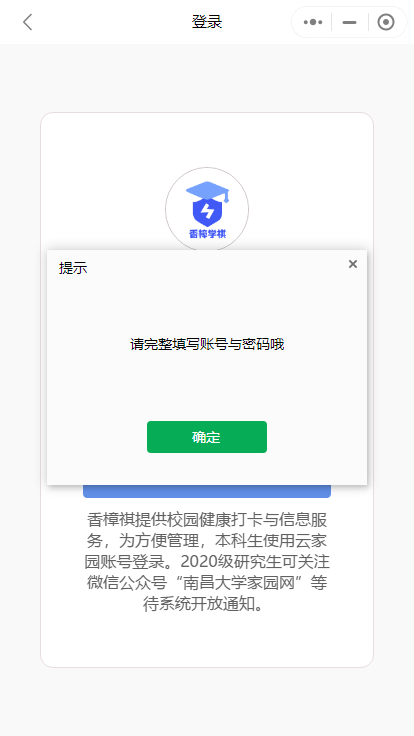 登录
香樟学祺
提示
×
请完整填写账号与密码哦
确定
香樟祺提供校园健康打卡与信息服
务，为方便管理，本科生使用云家
园账号登录。2020级研究生可关注
微信公众号“南昌大学家园网”等
待系统开放通知。